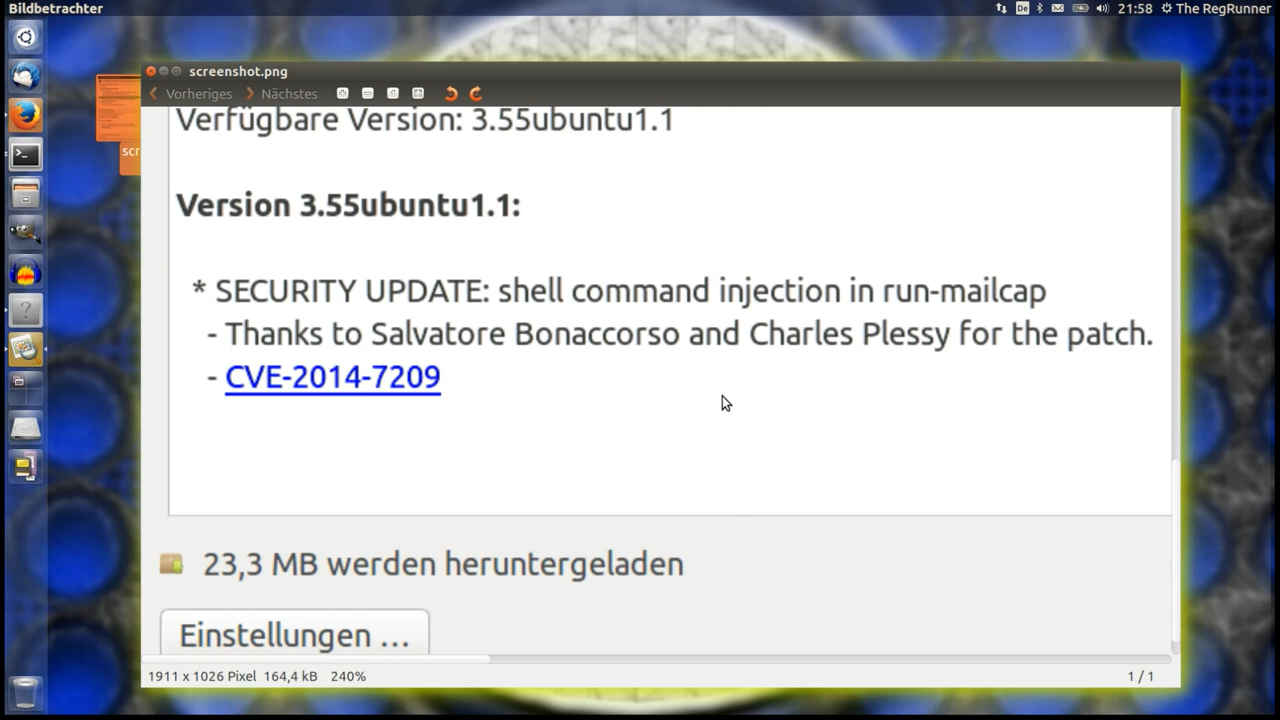 Bildbetrachter
De
21:58
The RegRunner
screenshot.png
Vorheriges
Nächstes
scr
Verfügbare Version: 3.55ubuntu1.1
Version 3.55ubuntu1.1:
* SECURITY UPDATE: shell command injection in run-mailcap
- Thanks to Salvatore Bonaccorso and Charles Plessy for the patch.
- CVE-2014-7209
23,3 MB werden heruntergeladen
Einstellungen ...
1911 x 1026 Pixel 164,4 kB 240%
1 / 1